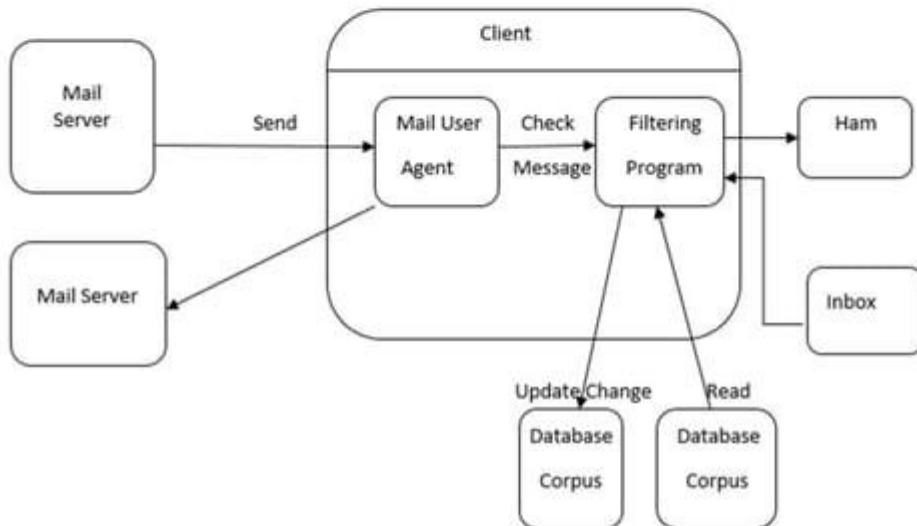 Client
Mail
Server
Send
Mail User
Agent
Check
Message
Filtering
Program
Ham
Mail Server
Inbox
Update Change
Read
Database
Corpus
Database
Corpus